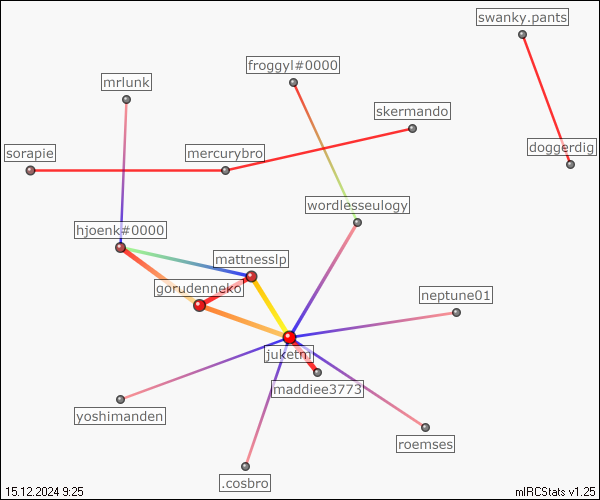 swanky.pants
froggyl#0000
mrlunk
skermando
sorapie
mercurybro
doggerdig
wordlesseulogy
hjoenk#0000
mattnesslp
gorudenneko
neptune01
juketm
maddiee3773
yoshimanden
roemses
.cosbro
15.12.2024 9:25
mIRCStats v1.25